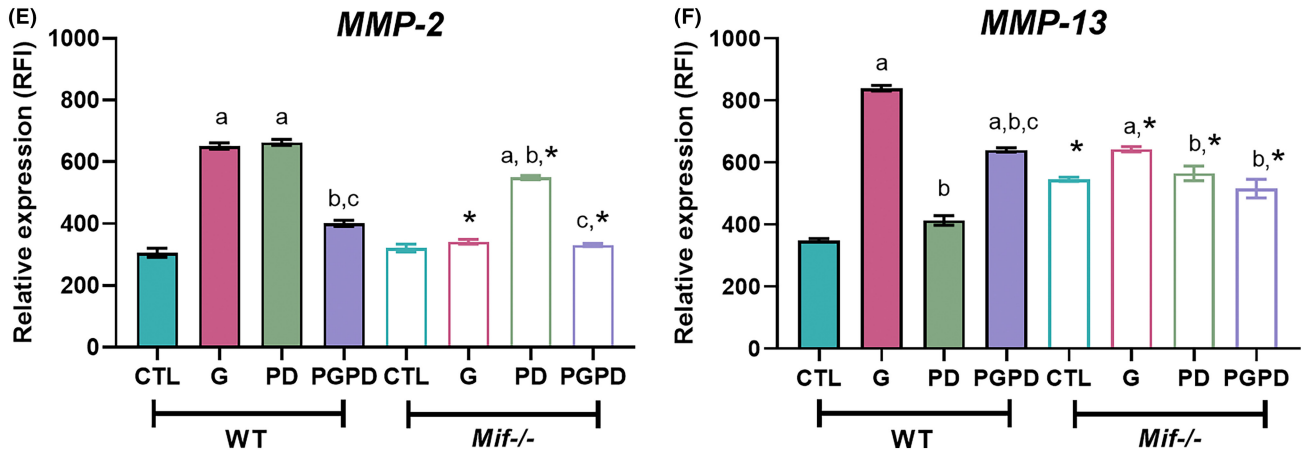 (E)
MMP-2
Relative expression (RFI)
1000
800
600
400
200
0
a
a
b,c
*
a, b,*
c,*
CTL G PD PGPD CTL G PD PGPD
WT Mif-/-
(F)
MMP-13
Relative expression (RFI)
1000
800
600
400
200
0
a
b
a,b,c
*
a,*
b,*
b,*
CTL G PD PGPD CTL G PD PGPD
WT Mif-/-